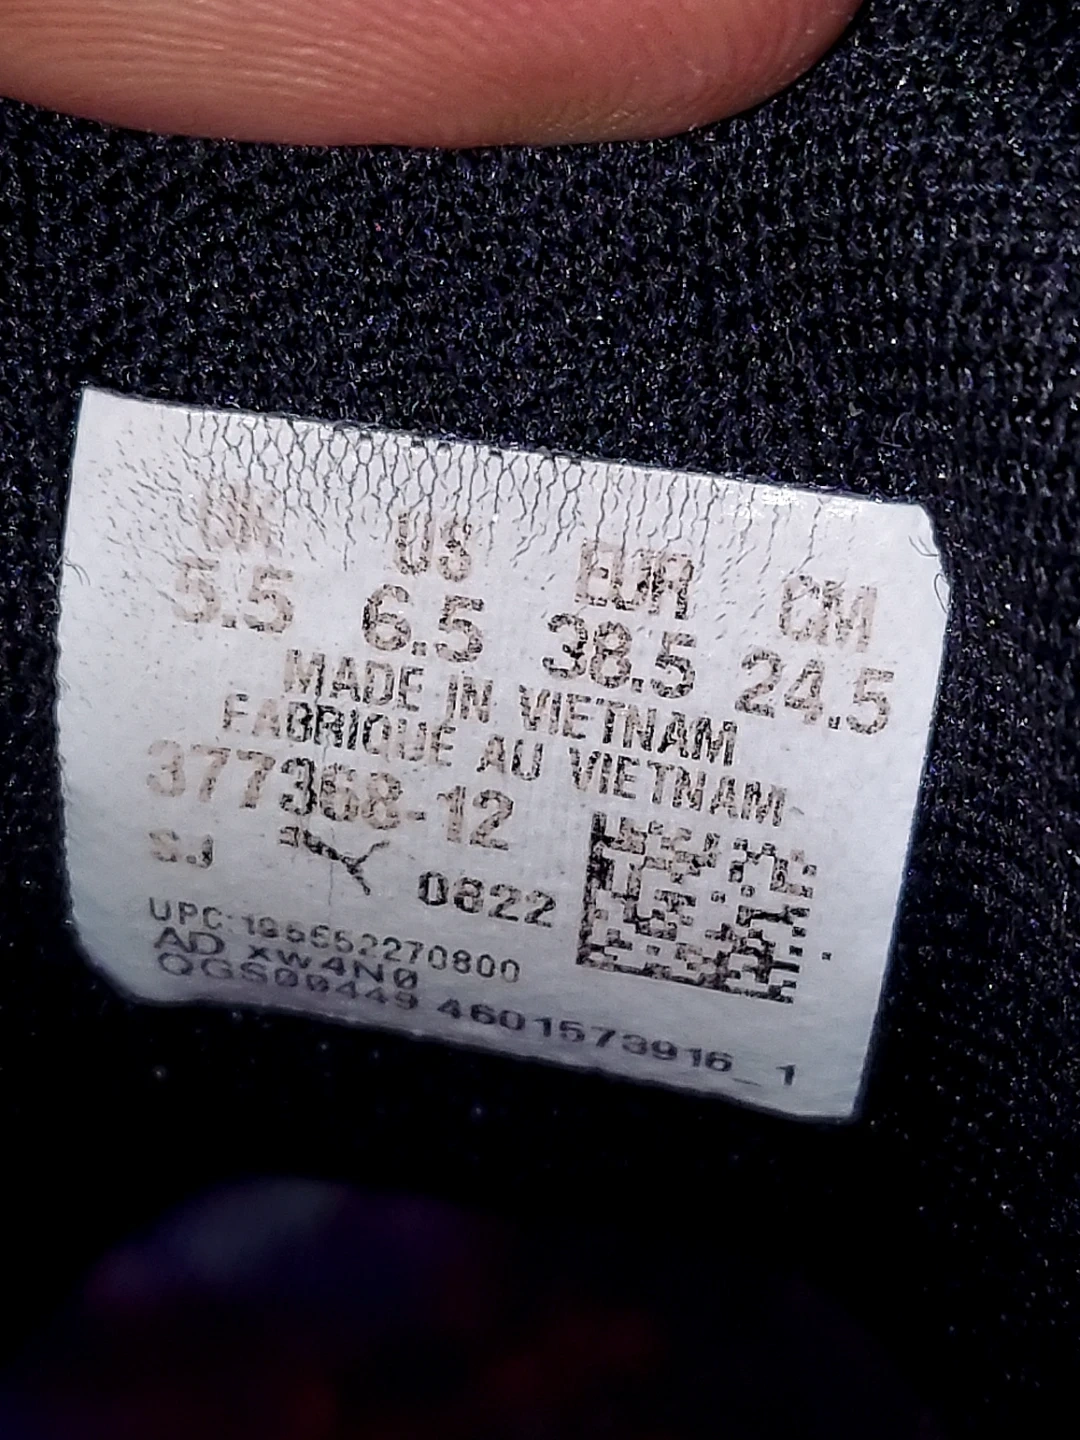 UK US EUR CM
5.5 6.5 38.5 24.5
MADE IN VIETNAM
FABRIQUE AU VIETNAM
377368-12
SJ 0822
UPC:195552270800
AD xw4N0
QGS00449 4601573916_1